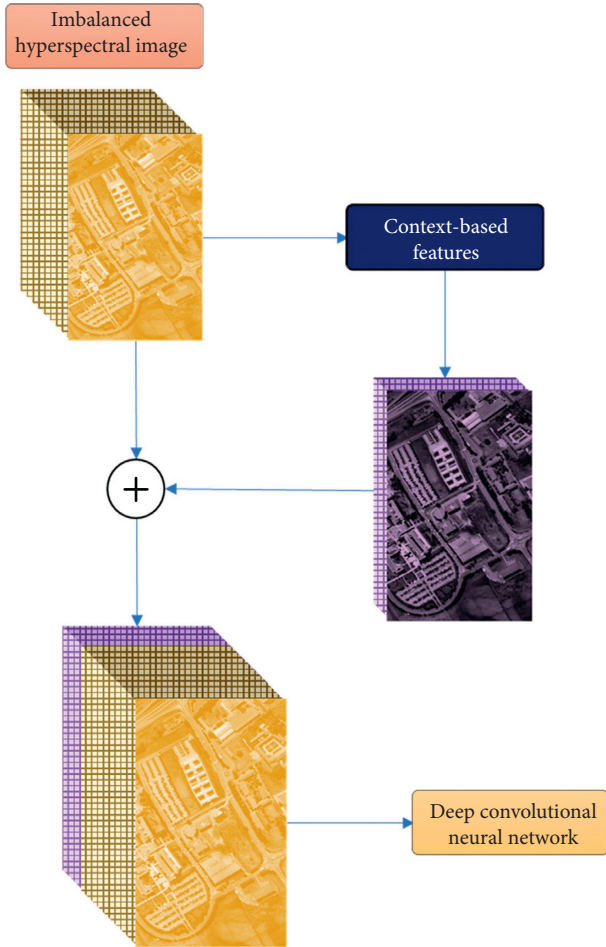 Imbalanced
hyperspectral image
Context-based
features
+
Deep convolutional
neural network